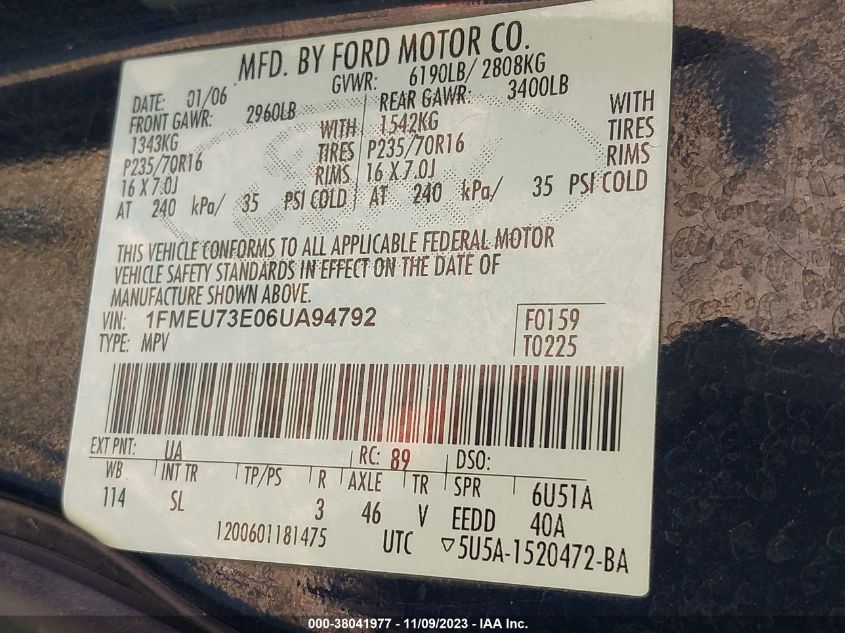 MFD. BY FORD MOTOR CO.
DATE: 01/06 GVWR: 6190LB/ 2808KG
FRONT GAWR: 2960LB REAR GAWR: 3400LB
1343KG WITH 1542KG WITH
P235/70R16 TIRES P235/70R16 TIRES
16 X 7.0J RIMS 16 X 7.0J RIMS
AT 240 kPa/ 35 PSI COLD AT 240 kPa/ 35 PSI COLD
THIS VEHICLE CONFORMS TO ALL APPLICABLE FEDERAL MOTOR
VEHICLE SAFETY STANDARDS IN EFFECT ON THE DATE OF
MANUFACTURE SHOWN ABOVE.
VIN: 1FMEU73E06UA94792 F0159
TYPE: MPV T0225
EXT PNT: UA RC: 89 DSO:
WB INT TR TP/PS R AXLE TR SPR 6U51A
114 SL 3 46 V EEDD 40A
1200601181475 UTC ▽5U5A-1520472-BA
000-38041977 - 11/09/2023 - IAA Inc.